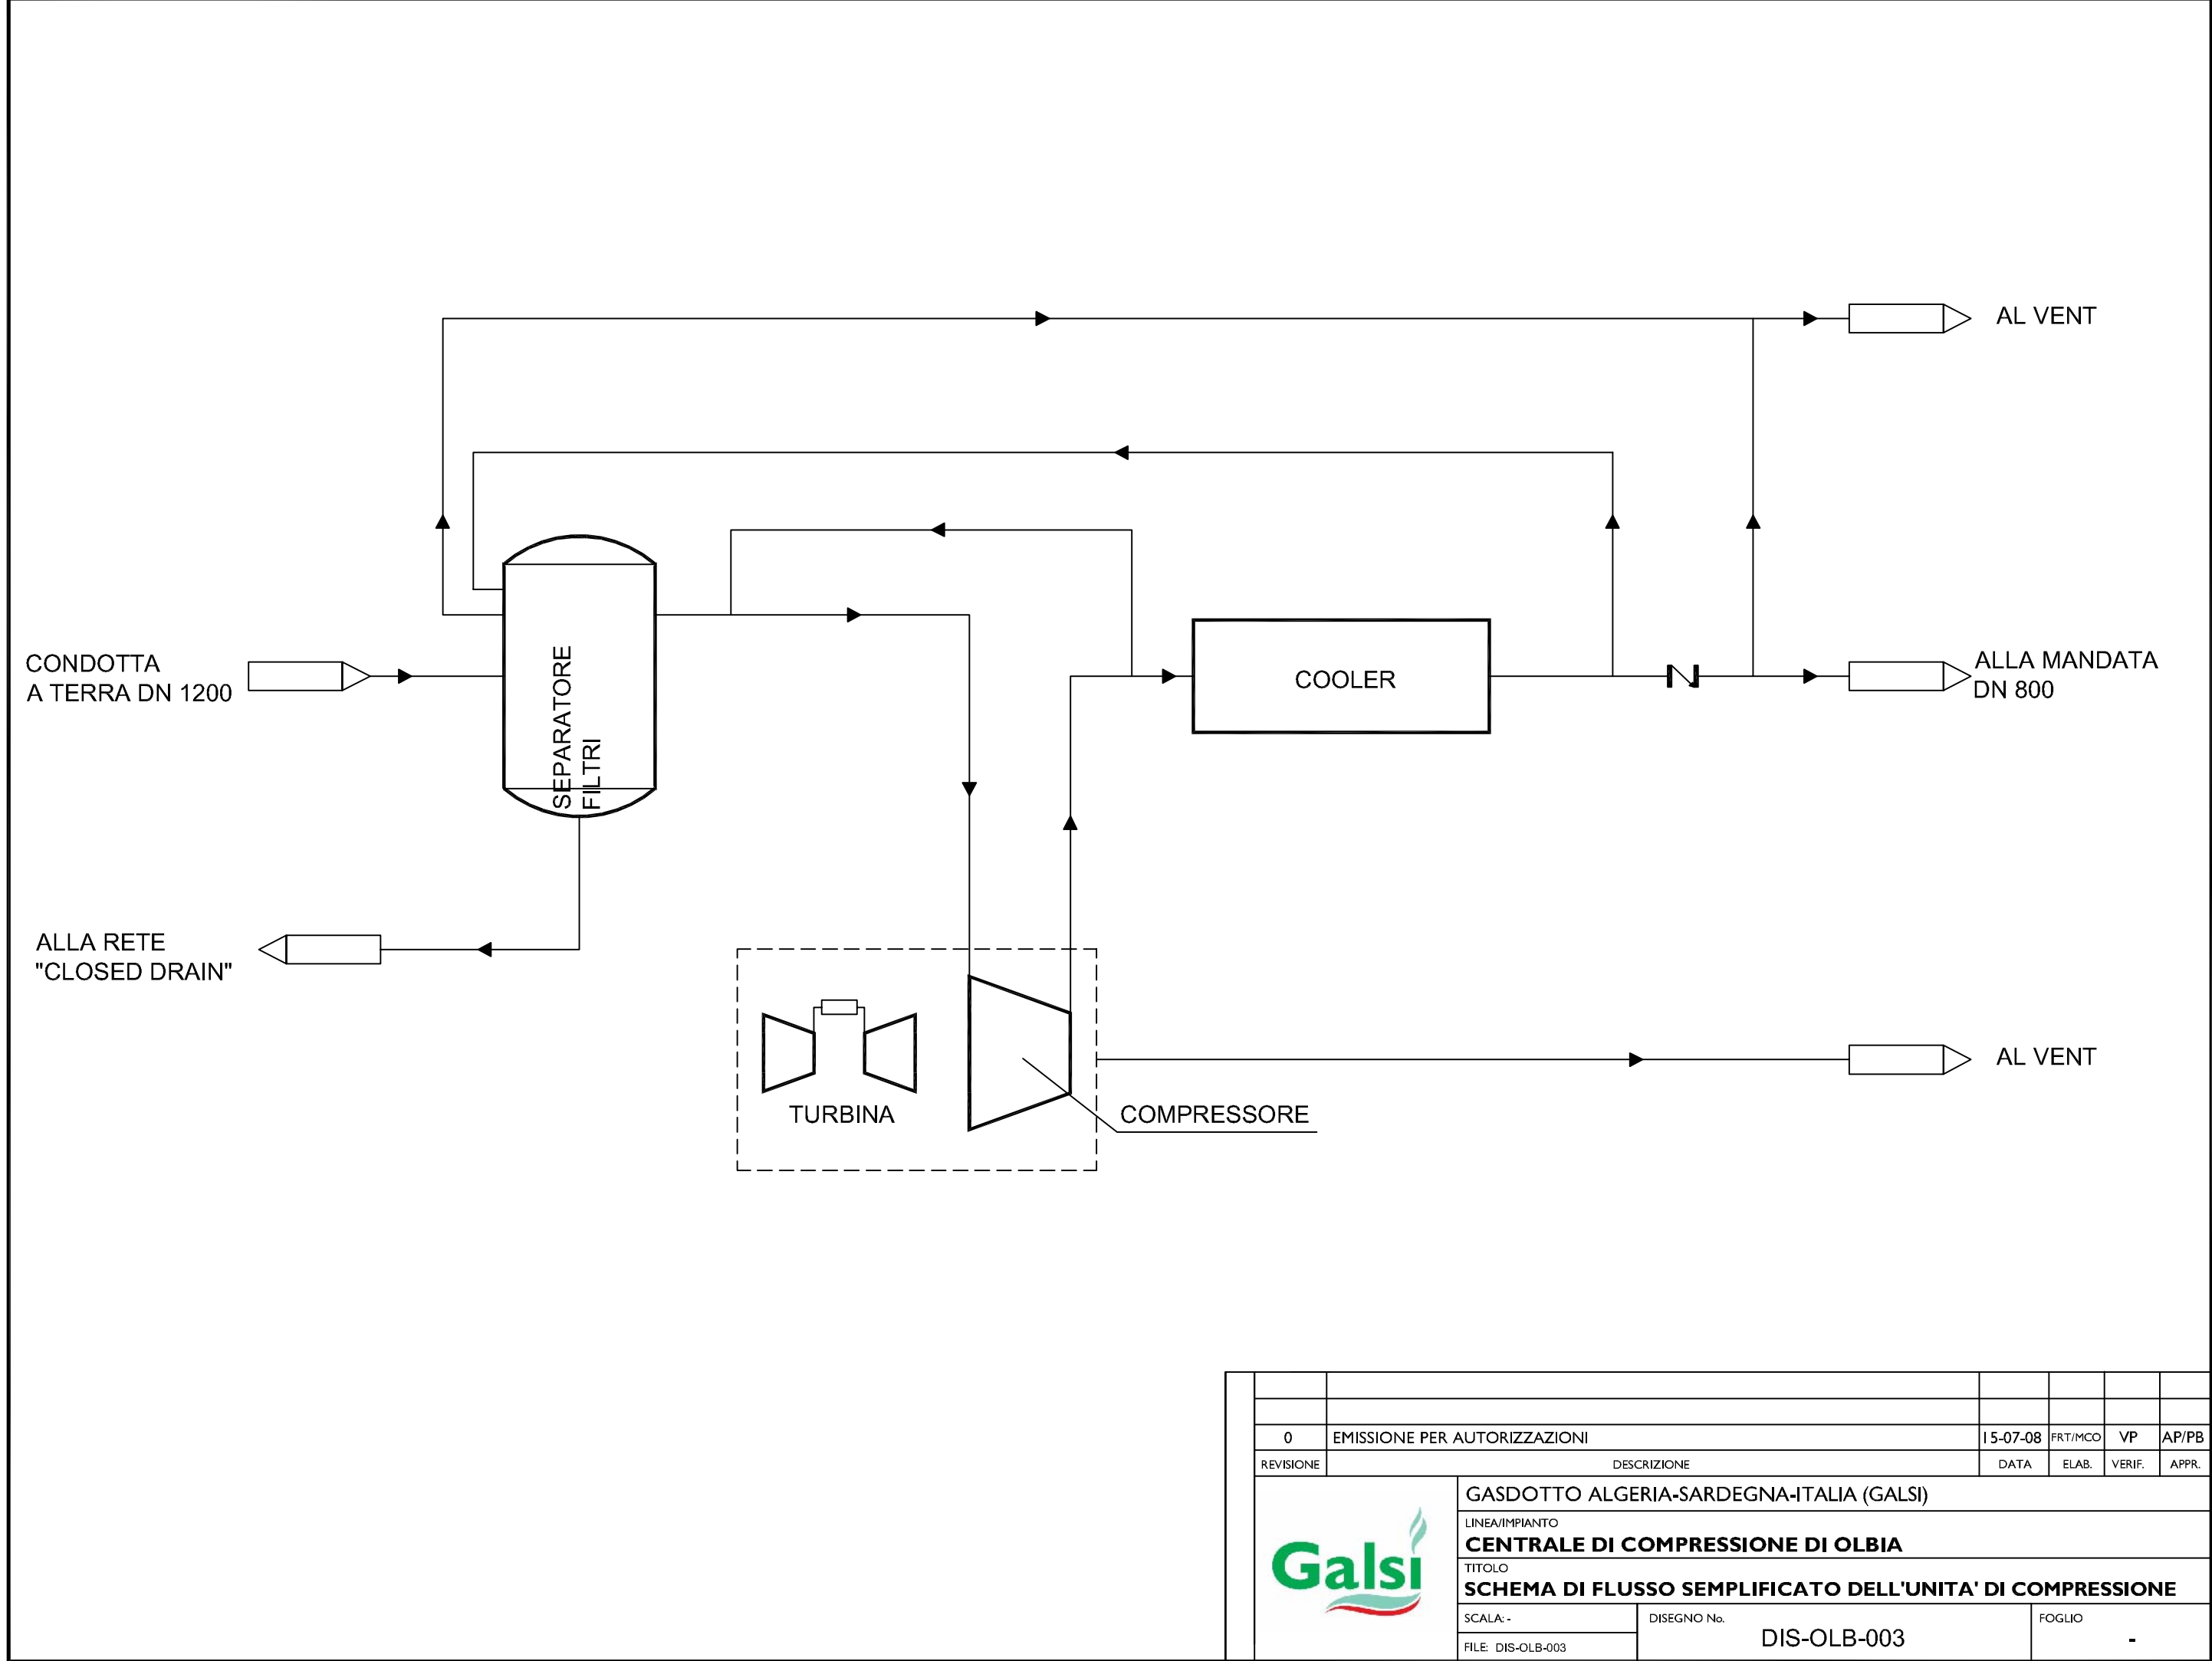 AL VENT
CONDOTTA
A TERRA DN 1200
SEPARATORE
FILTRI
COOLER
ALLA MANDATA
DN 800
ALLA RETE
"CLOSED DRAIN"
TURBINA
COMPRESSORE
AL VENT
0 EMISSIONE PER AUTORIZZAZIONI 15-07-08 FRT/MCO VP AP/PB
REVISIONE DESCRIZIONE DATA ELAB. VERIF. APPR.
Galsi
GASDOTTO ALGERIA-SARDEGNA-ITALIA (GALSI)
LINEA/IMPIANTO
CENTRALE DI COMPRESSIONE DI OLBIA
TITOLO
SCHEMA DI FLUSSO SEMPLIFICATO DELL'UNITA' DI COMPRESSIONE
SCALA: -
FILE: DIS-OLB-003
DISEGNO No.
DIS-OLB-003
FOGLIO
-